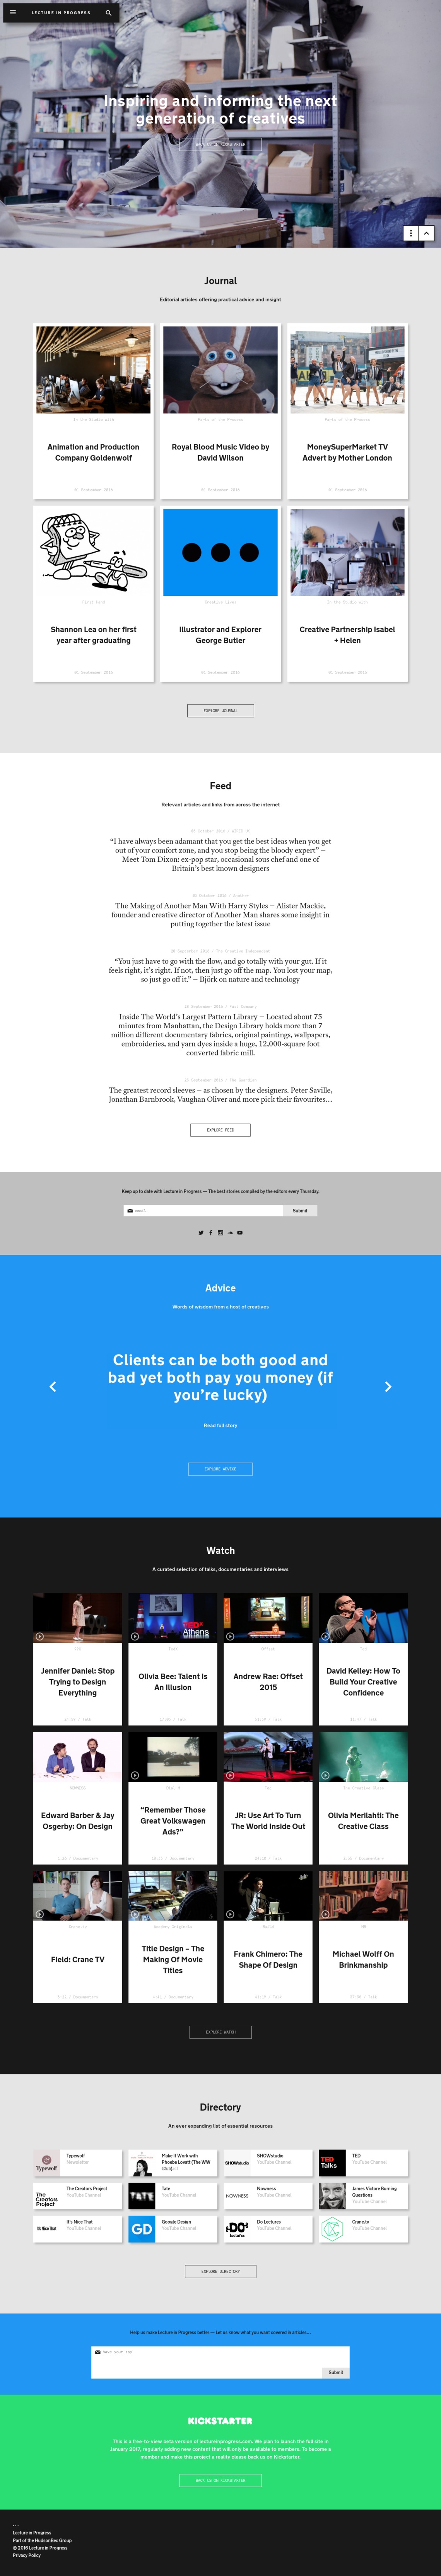 LECTURE IN PROGRESS
Inspiring and informing the next
generation of creatives
BACK US ON KICKSTARTER
Journal
Editorial articles offering practical advice and insight
In the Studio with
Animation and Production
Company Goldenwolf
05 September 2016
Parts of the Process
Royal Blood Music Video by
David Wilson
05 September 2016
Parts of the Process
MoneySuperMarket TV
Advert by Mother London
05 September 2016
First Hand
Shannon Lea on her first
year after graduating
05 September 2016
Creative Lives
Illustrator and Explorer
George Butler
05 September 2016
In the Studio with
Creative Partnership Isabel
+ Helen
05 September 2016
EXPLORE JOURNAL
Feed
Relevant articles and links from across the internet
“I have always been adamant that you get the best ideas when you get
out of your comfort zone, and you stop being the bloody expert” –
Meet Tom Dixon: ex-pop star, occasional sous chef and one of
Britain’s best known designers
The Making of Another Man With Harry Styles – Alister Mackie,
founder and creative director of Another Man shares some insight in
putting together the latest issue
“You just have to go with the flow, and go totally with your gut. If it
feels right, it’s right. If not, then just go off the map. You lost your map,
so just go off it.” – Björk on nature and technology
Inside The World’s Largest Pattern Library – Located about 75
minutes from Manhattan, the Design Library holds more than 7
million different documentary fabrics, original paintings, wallpapers,
embroideries, and yarn dyes inside a huge, 12,000-square foot
converted fabric mill.
The greatest record sleeves – as chosen by the designers. Peter Saville,
Jonathan Barnbrook, Vaughan Oliver and more pick their favourites…
EXPLORE FEED
Keep up to date with Lecture in Progress — The best stories compiled by the editors every Thursday.
email
Submit
Advice
Words of wisdom from a host of creatives
Clients can be both good and
bad yet both pay you money (if
you’re lucky)
Read full story
EXPLORE ADVICE
Watch
A curated selection of talks, documentaries and interviews
Jennifer Daniel: Stop
Trying to Design
Everything
Olivia Bee: Talent Is
An Illusion
Andrew Rae: Offset
2015
David Kelley: How To
Build Your Creative
Confidence
Edward Barber & Jay
Osgerby: On Design
“Remember Those
Great Volkswagen
Ads?”
JR: Use Art To Turn
The World Inside Out
The Creative Class
Olivia Merilahti: The
Creative Class
Field: Crane TV
Title Design – The
Making Of Movie
Titles
Frank Chimero: The
Shape Of Design
Michael Wolff On
Brinkmanship
EXPLORE WATCH
Directory
An ever expanding list of essential resources
Typewolf
Typewolf
Newsletter
Make It Work with
Phoebe Lovatt (The WW
Club)
SHOWstudio
SHOWstudio
YouTube Channel
TED
Talks
TED
YouTube Channel
The
Creators
Project
The Creators Project
YouTube Channel
TATE
Tate
YouTube Channel
NOWNESS
Nowness
YouTube Channel
James Victore Burning
Questions
YouTube Channel
It's Nice That
It's Nice That
YouTube Channel
GD
Google Design
YouTube Channel
DO
Lectures
Do Lectures
YouTube Channel
Crane.tv
YouTube Channel
EXPLORE DIRECTORY
Help us make Lecture in Progress better — Let us know what you want covered in articles...
have your say
Submit
KICKSTARTER
This is a free-to-view beta version of lectureinprogress.com. We plan to launch the full site in
January 2017, regularly adding new content that will only be available to members. To become a
member and make this project a reality please back us on Kickstarter.
BACK US ON KICKSTARTER
...
Lecture in Progress
Part of the HudsonBec Group
© 2016 Lecture in Progress
Privacy Policy